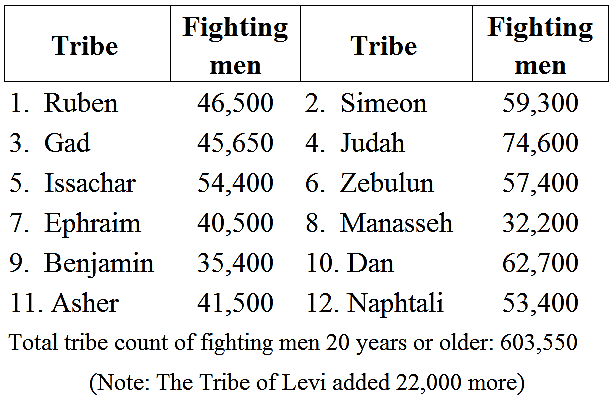 Tribe Fighting men Tribe Fighting men
1. Ruben 46,500 2. Simeon 59,300
3. Gad 45,650 4. Judah 74,600
5. Issachar 54,400 6. Zebulun 57,400
7. Ephraim 40,500 8. Manasseh 32,200
9. Benjamin 35,400 10. Dan 62,700
11. Asher 41,500 12. Naphtali 53,400
Total tribe count of fighting men 20 years or older: 603,550
(Note: The Tribe of Levi added 22,000 more)